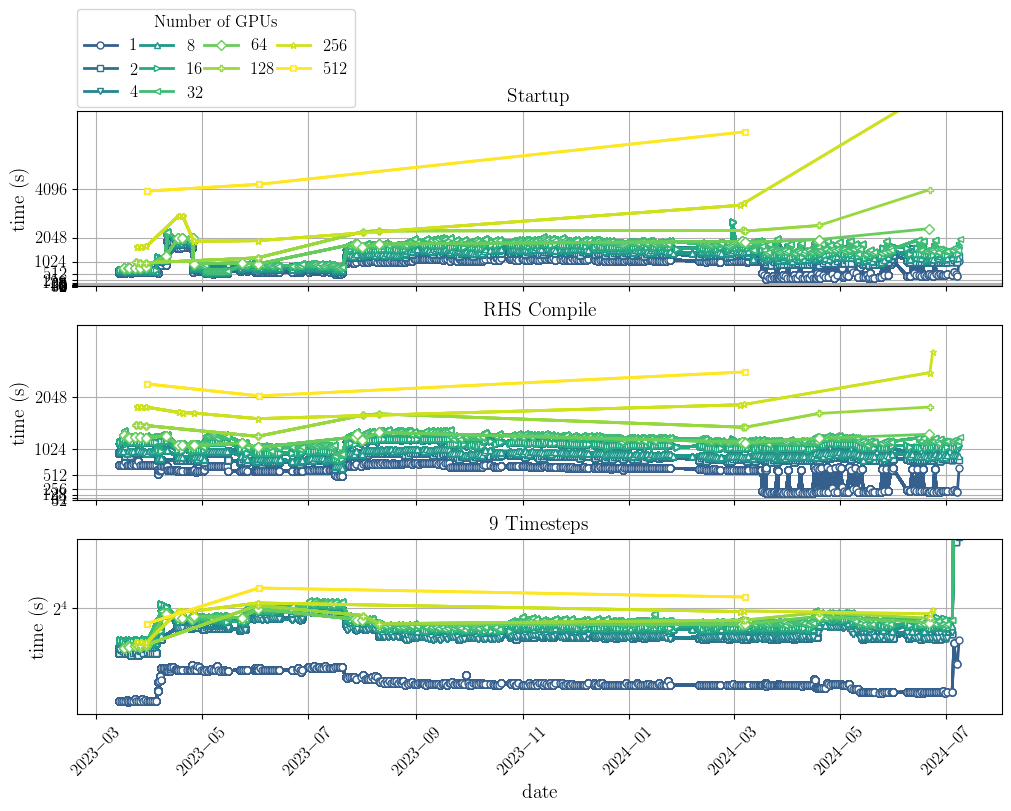 Number of GPUs
1 8 64 256
2 16 128 512
4 32
Startup
time (s)
4096
2048
1024
512
RHS Compile
time (s)
2048
1024
512
256
9 Timesteps
time (s)
2⁴
2023−03 2023−05 2023−07 2023−09 2023−11 2024−01 2024−03 2024−05 2024−07
date